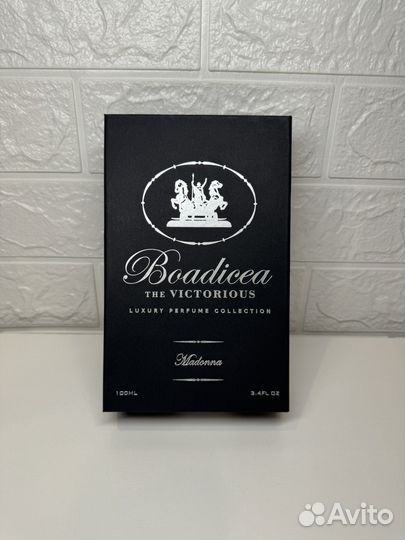 Boadicea
THE VICTORIOUS
LUXURY PERFUME COLLECTION
Madonna
100ML 3.4FL OZ
Avito